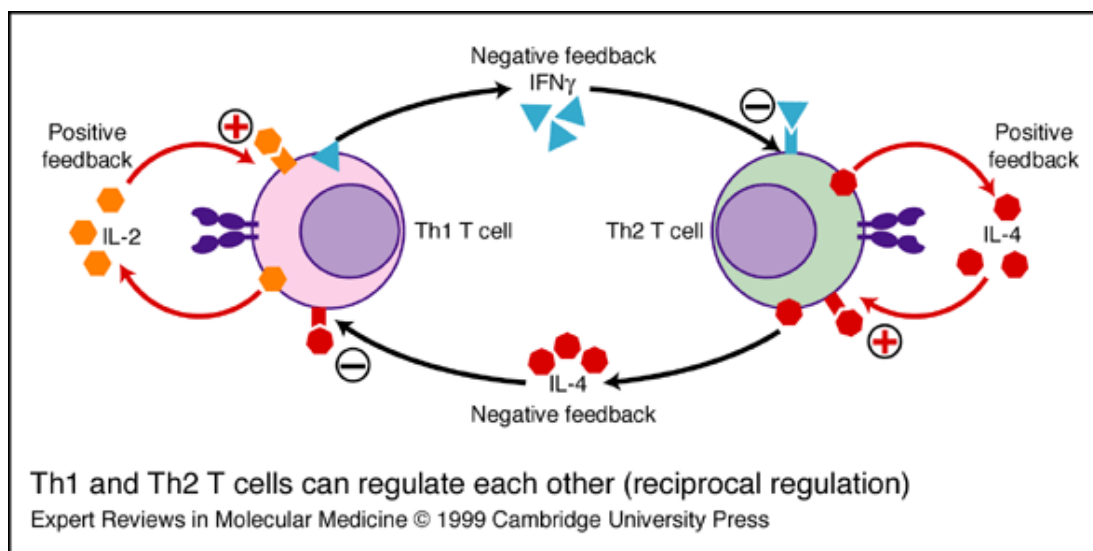 Negative feedback
IFNγ
Positive
feedback
IL-2
Th1 T cell
Th2 T cell
Positive
feedback
IL-4
IL-4
Negative feedback
Th1 and Th2 T cells can regulate each other (reciprocal regulation)
Expert Reviews in Molecular Medicine © 1999 Cambridge University Press